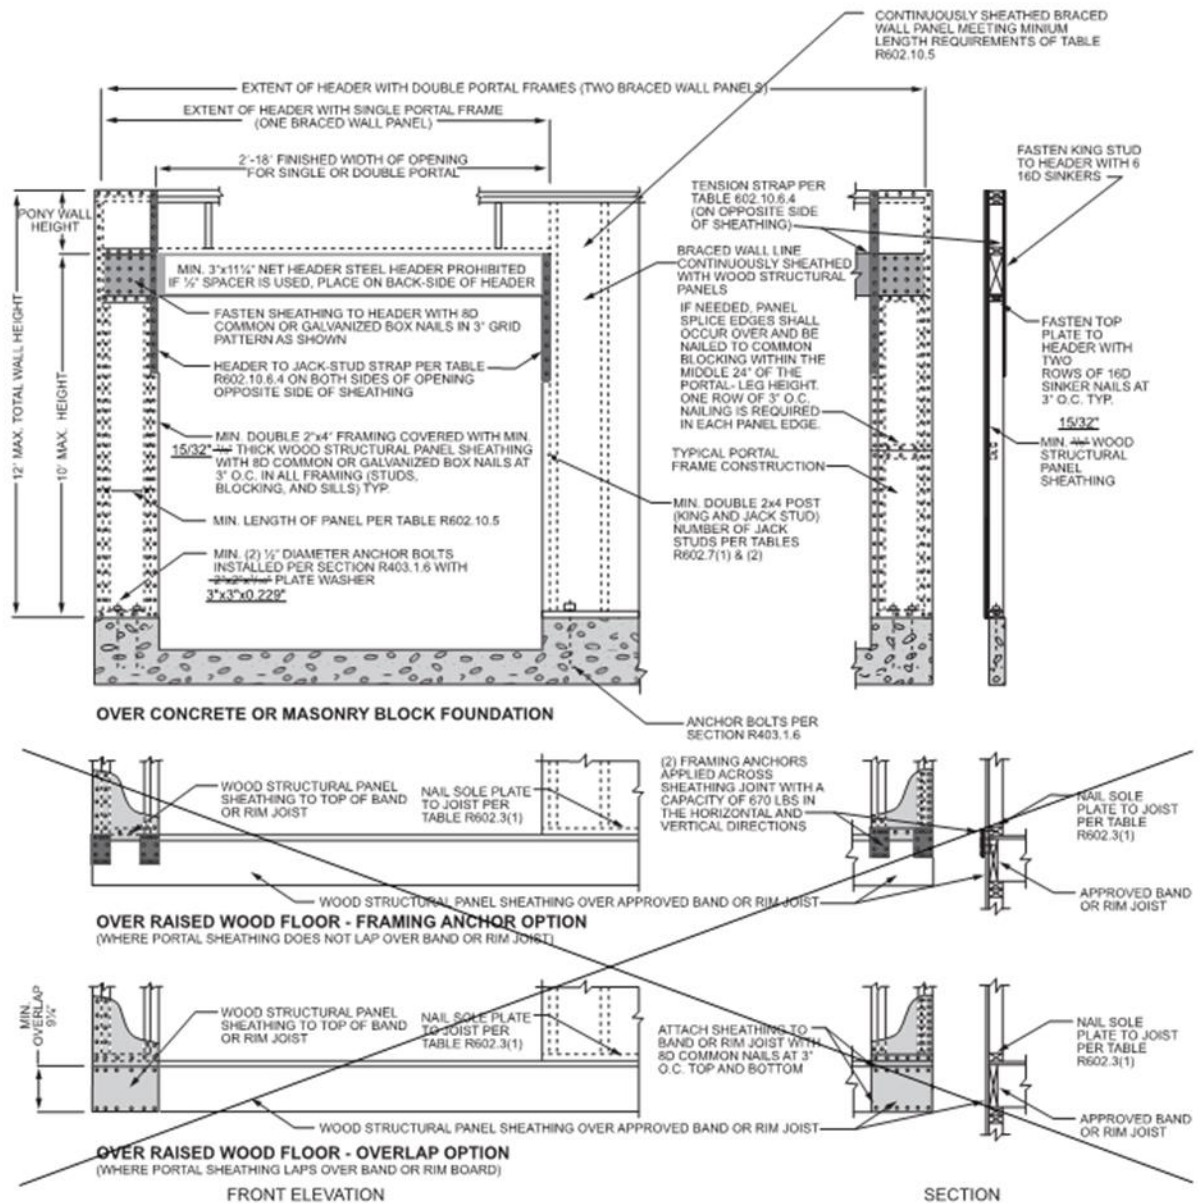 CONTINUOUSLY SHEATHED BRACED
WALL PANEL MEETING MINIUM
LENGTH REQUIREMENTS OF TABLE
R602.10.5
EXTENT OF HEADER WITH DOUBLE PORTAL FRAMES (TWO BRACED WALL PANELS)
EXTENT OF HEADER WITH SINGLE PORTAL FRAME
(ONE BRACED WALL PANEL)
2'-18' FINISHED WIDTH OF OPENING
FOR SINGLE OR DOUBLE PORTAL
FASTEN KING STUD
TO HEADER WITH 6
16D SINKERS
PONY WALL
HEIGHT
12' MAX. TOTAL WALL HEIGHT
10' MAX. HEIGHT
TENSION STRAP PER
TABLE 602.10.6.4
(ON OPPOSITE SIDE
OF SHEATHING)
MIN. 3"x11¼" NET HEADER STEEL HEADER PROHIBITED
IF ½" SPACER IS USED, PLACE ON BACK-SIDE OF HEADER
BRACED WALL LINE
CONTINUOUSLY SHEATHED
WITH WOOD STRUCTURAL
PANELS
FASTEN SHEATHING TO HEADER WITH 8D
COMMON OR GALVANIZED BOX NAILS IN 3" GRID
PATTERN AS SHOWN
IF NEEDED, PANEL
SPLICE EDGES SHALL
OCCUR OVER AND BE
NAILED TO COMMON
BLOCKING WITHIN THE
MIDDLE 24" OF THE
PORTAL- LEG HEIGHT.
ONE ROW OF 3" O.C.
NAILING IS REQUIRED
IN EACH PANEL EDGE.
FASTEN TOP
PLATE TO
HEADER WITH
TWO
ROWS OF 16D
SINKER NAILS AT
3" O.C. TYP.
HEADER TO JACK-STUD STRAP PER TABLE
R602.10.6.4 ON BOTH SIDES OF OPENING
OPPOSITE SIDE OF SHEATHING
MIN. DOUBLE 2"x4" FRAMING COVERED WITH MIN.
15/32" THICK WOOD STRUCTURAL PANEL SHEATHING
WITH 8D COMMON OR GALVANIZED BOX NAILS AT
3" O.C. IN ALL FRAMING (STUDS,
BLOCKING, AND SILLS) TYP.
15/32"
MIN. WOOD
STRUCTURAL
PANEL
SHEATHING
TYPICAL PORTAL
FRAME CONSTRUCTION
MIN. LENGTH OF PANEL PER TABLE R602.10.5
MIN. DOUBLE 2x4 POST
(KING AND JACK STUD)
NUMBER OF JACK
STUDS PER TABLES
R602.7(1) & (2)
MIN. (2) ½" DIAMETER ANCHOR BOLTS
INSTALLED PER SECTION R403.1.6 WITH
PLATE WASHER
3"x3"x0.229"
OVER CONCRETE OR MASONRY BLOCK FOUNDATION
ANCHOR BOLTS PER
SECTION R403.1.6
WOOD STRUCTURAL PANEL
SHEATHING TO TOP OF BAND
OR RIM JOIST
NAIL SOLE PLATE
TO JOIST PER
TABLE R602.3(1)
(2) FRAMING ANCHORS
APPLIED ACROSS
SHEATHING JOINT WITH A
CAPACITY OF 670 LBS IN
THE HORIZONTAL AND
VERTICAL DIRECTIONS
NAIL SOLE
PLATE TO JOIST
PER TABLE
R602.3(1)
WOOD STRUCTURAL PANEL SHEATHING OVER APPROVED BAND OR RIM JOIST
APPROVED BAND
OR RIM JOIST
OVER RAISED WOOD FLOOR - FRAMING ANCHOR OPTION
(WHERE PORTAL SHEATHING DOES NOT LAP OVER BAND OR RIM JOIST)
MIN.
OVERLAP
9¼"
WOOD STRUCTURAL PANEL
SHEATHING TO TOP OF BAND
OR RIM JOIST
NAIL SOLE PLATE
TO JOIST PER
TABLE R602.3(1)
ATTACH SHEATHING TO
BAND OR RIM JOIST WITH
8D COMMON NAILS AT 3"
O.C. TOP AND BOTTOM
NAIL SOLE
PLATE TO JOIST
PER TABLE
R602.3(1)
WOOD STRUCTURAL PANEL SHEATHING OVER APPROVED BAND OR RIM JOIST
APPROVED BAND
OR RIM JOIST
OVER RAISED WOOD FLOOR - OVERLAP OPTION
(WHERE PORTAL SHEATHING LAPS OVER BAND OR RIM BOARD)
FRONT ELEVATION
SECTION